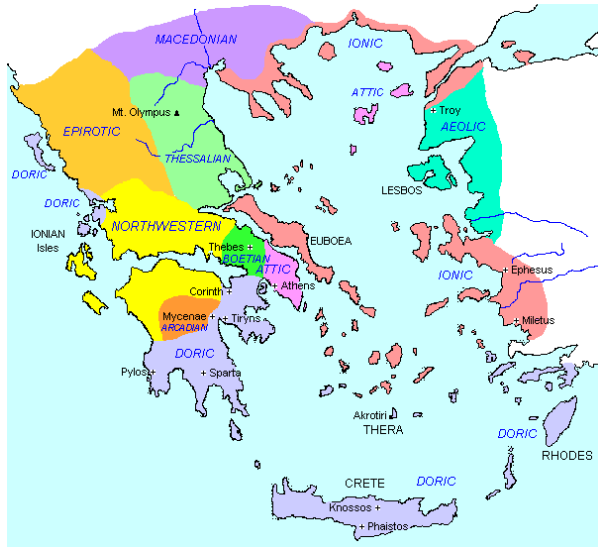 MACEDONIAN
IONIC
ATTIC
Mt. Olympus
Troy
EPIROTIC
AEOLIC
THESSALIAN
DORIC
LESBOS
DORIC
NORTHWESTERN
IONIAN
Isles
EUBOEA
Thebes
BOETIAN
ATTIC
IONIC
Ephesus
Athens
Corinth
Mycenae
Tiryns
ARCADIAN
Miletus
DORIC
Pylos
Sparta
Akrotiri
THERA
DORIC
RHODES
CRETE
DORIC
Knossos
Phaistos